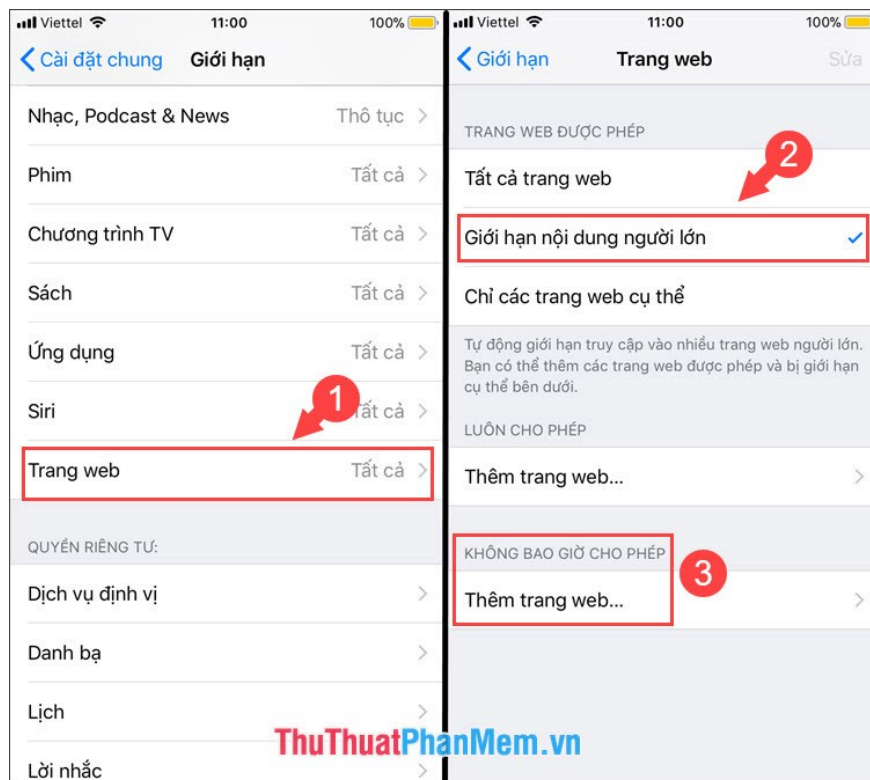 Viettel 11:00 100%
Cài đặt chung Giới hạn
Nhạc, Podcast & News Thô tục
Phim Tất cả
Chương trình TV Tất cả
Sách Tất cả
Ứng dụng Tất cả
1
Siri Tất cả
Trang web Tất cả
QUYỀN RIÊNG TƯ:
Dịch vụ định vị
Danh bạ
Lịch
Lời nhắc
Viettel 11:00 100%
Giới hạn Trang web Sửa
TRANG WEB ĐƯỢC PHÉP
2
Tất cả trang web
Giới hạn nội dung người lớn
Chỉ các trang web cụ thể
Tự động giới hạn truy cập vào nhiều trang web người lớn.
Bạn có thể thêm các trang web được phép và bị giới hạn
cụ thể bên dưới.
LUÔN CHO PHÉP
Thêm trang web...
KHÔNG BAO GIỜ CHO PHÉP
3
Thêm trang web...
ThuThuatPhanMem.vn